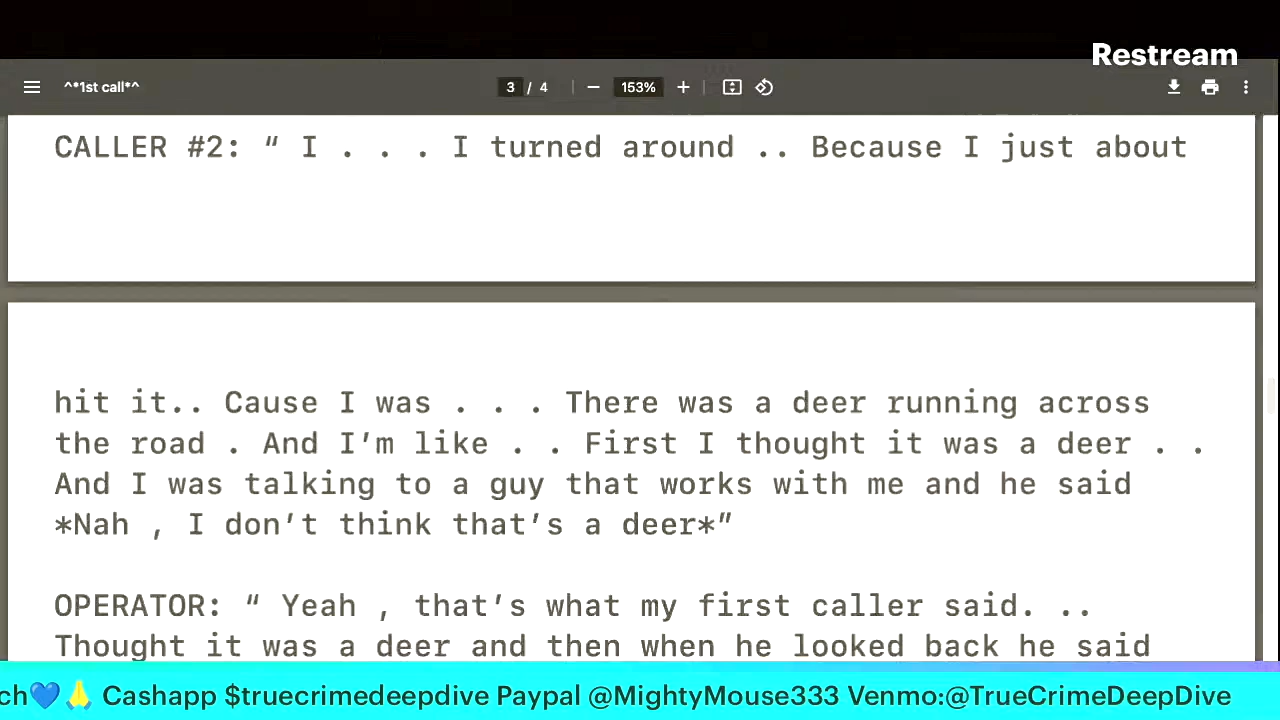 Restream
^*1st call*^
3 / 4
153%
CALLER #2: “ I . . . I turned around .. Because I just about
hit it.. Cause I was . . . There was a deer running across
the road . And I’m like . . First I thought it was a deer . .
And I was talking to a guy that works with me and he said
*Nah , I don’t think that’s a deer*”
OPERATOR: “ Yeah , that’s what my first caller said. ..
Thought it was a deer and then when he looked back he said
ch💙🙏 Cashapp $truecrimedeepdive Paypal @MightyMouse333 Venmo:@TrueCrimeDeepDive